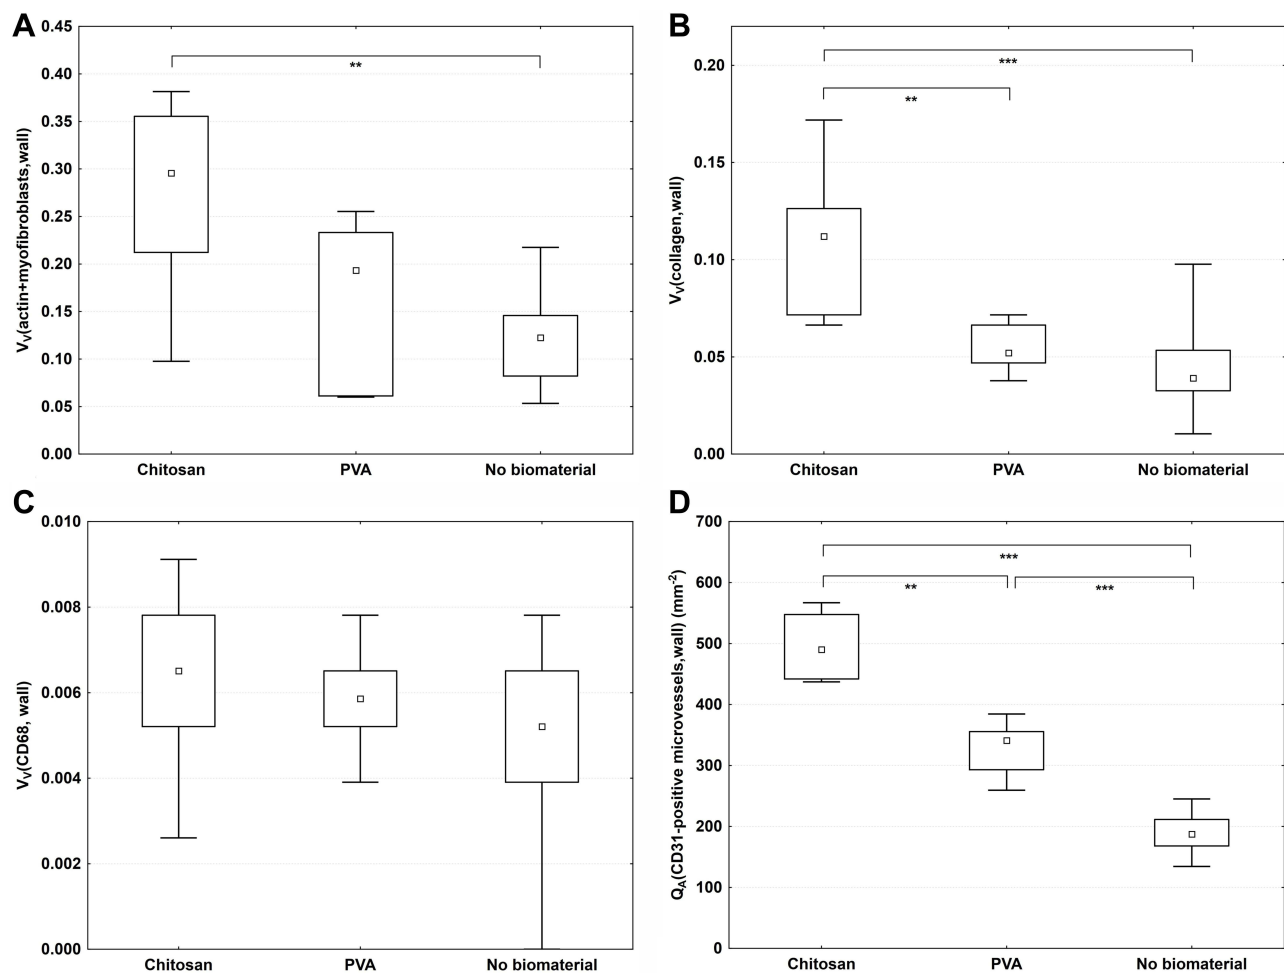 A
V_V(actin+myofibroblasts,wall)
0.45
0.40
0.35
0.30
0.25
0.20
0.15
0.10
0.05
0.00
**
Chitosan PVA No biomaterial
B
V_V(collagen,wall)
0.20
0.15
0.10
0.05
0.00
***
**
Chitosan PVA No biomaterial
C
V_V(CD68, wall)
0.010
0.008
0.006
0.004
0.002
0.000
Chitosan PVA No biomaterial
D
Q_A(CD31-positive microvessels,wall) (mm⁻²)
700
600
500
400
300
200
100
0
***
** ***
Chitosan PVA No biomaterial